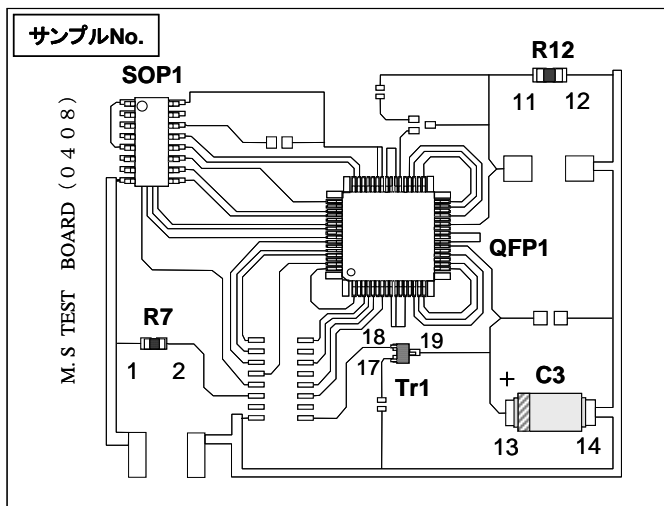 サンプルNo.
SOP1
R12
11 12
M.S TEST BOARD (0408)
QFP1
R7
1 2
18 19
17
Tr1
+ C3
13 14